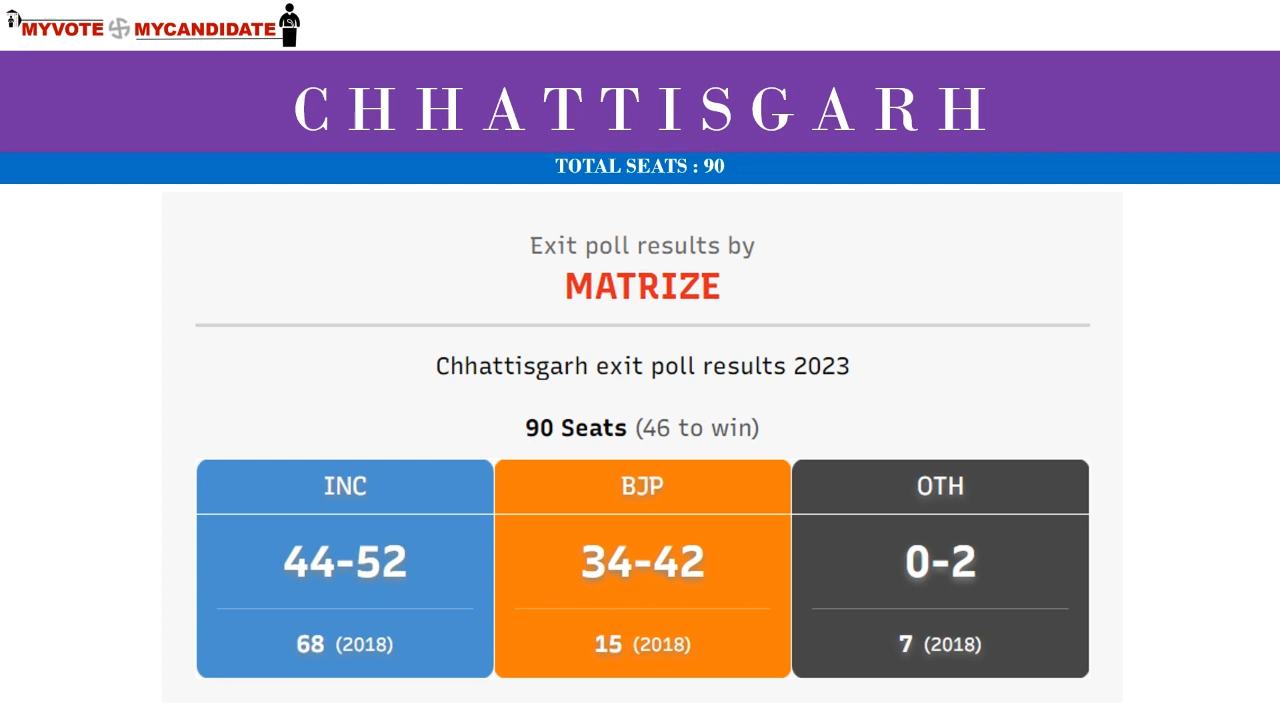 MYVOTE MYCANDIDATE
CHHATTISGARH
TOTAL SEATS : 90
Exit poll results by
MATRIZE
Chhattisgarh exit poll results 2023
90 Seats (46 to win)
INC BJP OTH
44-52 34-42 0-2
68 (2018) 15 (2018) 7 (2018)